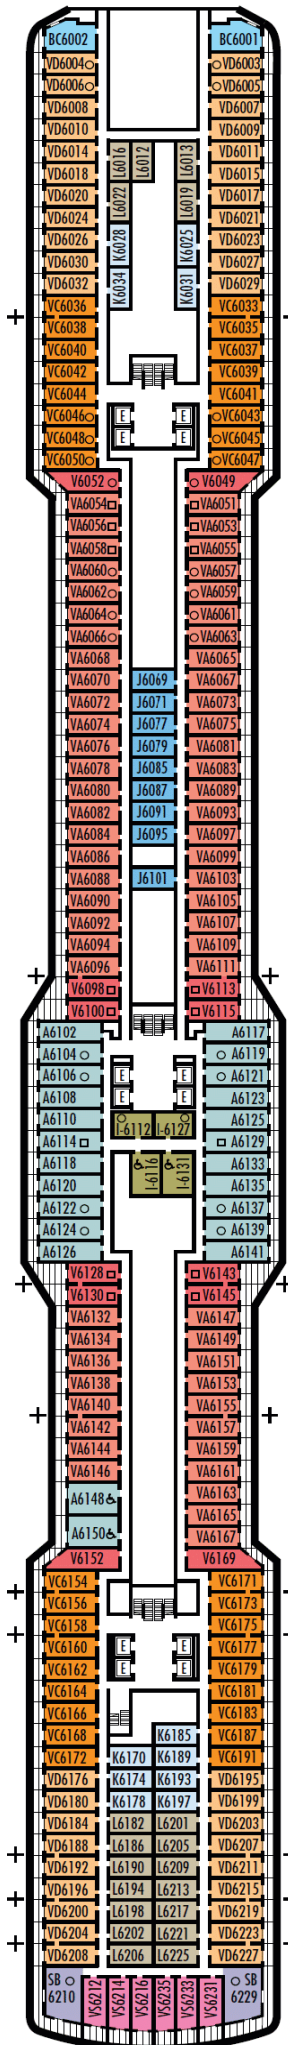 BC6002 BC6001
VD6004 VD6003
VD6006 VD6005
VD6008 VD6007
VD6010 VD6009
VD6014 L6016 L6012 L6013 VD6011
VD6018 VD6015
VD6020 L6022 L6019 VD6017
VD6024 VD6021
VD6026 K6028 K6025 VD6023
VD6030 VD6027
VD6032 K6034 K6031 VD6029
VC6036 VC6033
VC6038 VC6035
VC6040 VC6037
VC6042 VC6039
VC6044 VC6041
VC6046 E E VC6043
VC6048 E E VC6045
VC6050 VC6047
V6052 V6049
VA6054 VA6051
VA6056 VA6053
VA6058 VA6055
VA6060 VA6057
VA6062 VA6059
VA6064 VA6061
VA6066 VA6063
VA6068 VA6065
VA6070 J6069 VA6067
VA6072 J6071 VA6073
VA6074 J6077 VA6075
VA6076 J6079 VA6081
VA6078 J6085 VA6083
VA6080 J6087 VA6089
VA6082 J6091 VA6093
VA6084 J6095 VA6097
VA6086 VA6099
VA6088 J6101 VA6103
VA6090 VA6105
VA6092 VA6107
VA6094 VA6109
VA6096 VA6111
V6098 V6113
V6100 V6115
A6102 A6117
A6104 A6119
A6106 E E A6121
A6108 E E A6123
A6110 I-6112 I-6127 A6125
A6114 A6129
A6118 I-6116 I-6131 A6133
A6120 A6135
A6122 A6137
A6124 A6139
A6126 A6141
V6128 V6143
V6130 V6145
VA6132 VA6147
VA6134 VA6149
VA6136 VA6151
VA6138 VA6153
VA6140 VA6155
VA6142 VA6157
VA6144 VA6159
VA6146 VA6161
A6148 VA6163
VA6165
A6150 VA6167
V6152 V6169
VC6154 VC6171
VC6156 VC6173
VC6158 VC6175
VC6160 E E VC6177
VC6162 E E VC6179
VC6164 VC6181
VC6166 VC6183
VC6168 K6185 VC6187
VC6172 K6170 K6189 VC6191
VD6176 K6174 K6193 VD6195
VD6180 K6178 K6197 VD6199
VD6184 L6182 L6201 VD6203
VD6188 L6186 L6205 VD6207
VD6192 L6190 L6209 VD6211
VD6196 L6194 L6213 VD6215
VD6200 L6198 L6217 VD6219
VD6204 L6202 L6221 VD6223
VD6208 L6206 L6225 VD6227
SB 6210 VS6212 VS6214 VS6216 VS6235 VS6233 VS6231 SB 6229